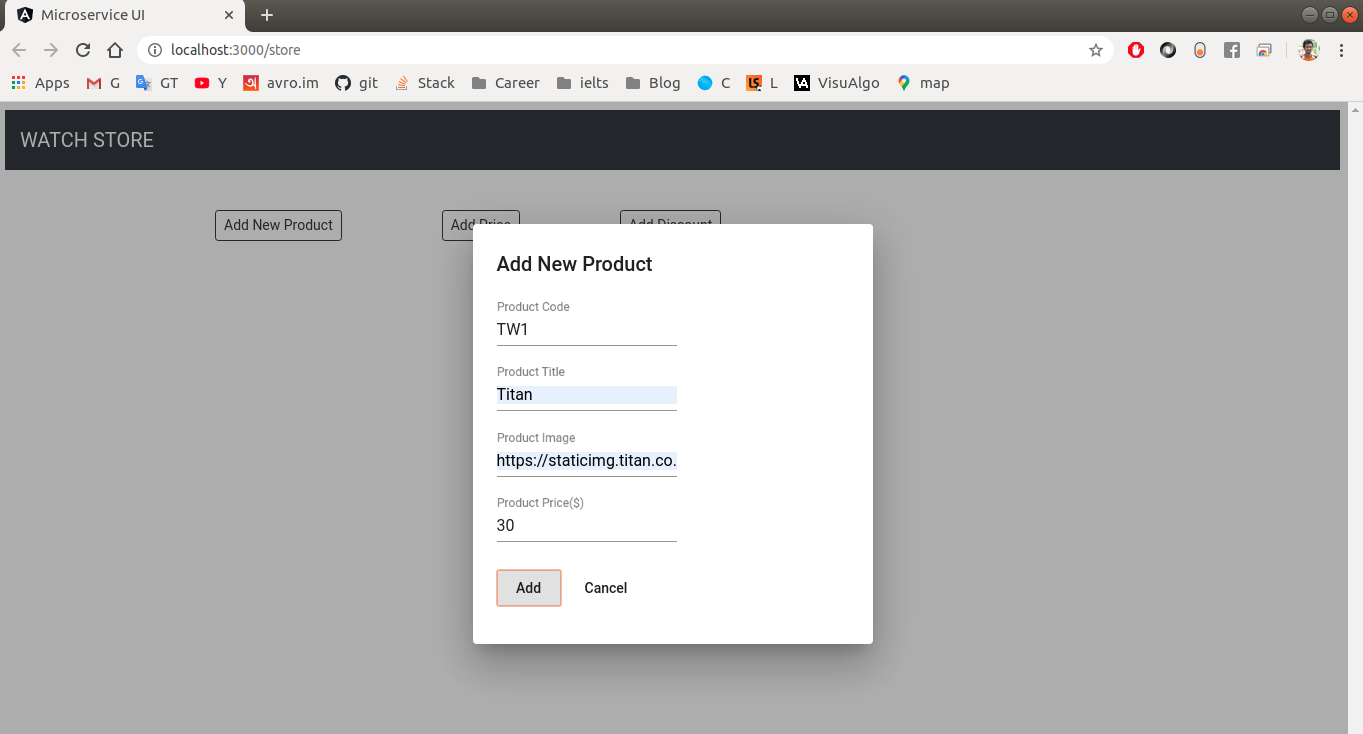 Microservice UI
localhost:3000/store
Apps G GT Y avro.im git Stack Career ielts Blog C L VisuAlgo map
WATCH STORE
Add New Product Add Price Add Discount
Add New Product
Product Code
TW1
Product Title
Titan
Product Image
https://staticimg.titan.co.
Product Price($)
30
Add Cancel